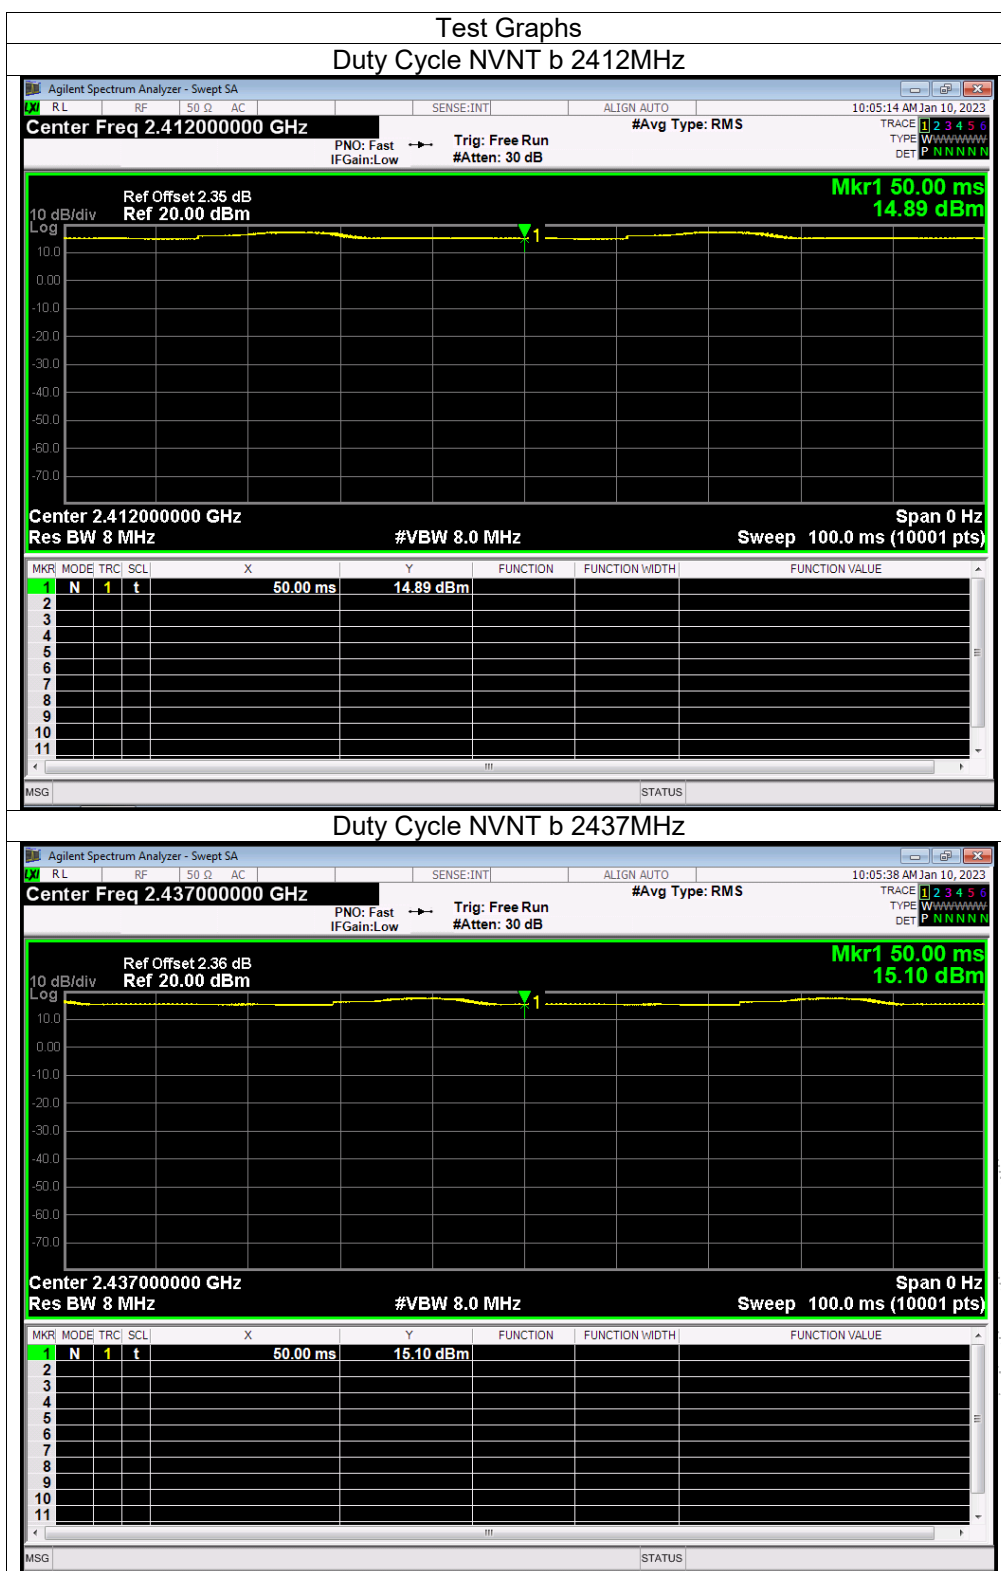 Test Graphs
Duty Cycle NVNT b 2412MHz
Agilent Spectrum Analyzer - Swept SA
LXI RL RF 50 Ω AC SENSE:INT ALIGN AUTO 10:05:14 AM Jan 10, 2023
Center Freq 2.412000000 GHz #Avg Type: RMS TRACE 1 2 3 4 5 6
PNO: Fast Trig: Free Run TYPE WWWWWW
IFGain:Low #Atten: 30 dB DET P N N N N N
Mkr1 50.00 ms
Ref Offset 2.35 dB
10 dB/div Ref 20.00 dBm 14.89 dBm
Log
1
10.0
0.00
-10.0
-20.0
-30.0
-40.0
-50.0
-60.0
-70.0
Center 2.412000000 GHz Span 0 Hz
Res BW 8 MHz #VBW 8.0 MHz Sweep 100.0 ms (10001 pts)
MKR MODE TRC SCL X Y FUNCTION FUNCTION WIDTH FUNCTION VALUE
1 N 1 t 50.00 ms 14.89 dBm
2
3
4
5
6
7
8
9
10
11
MSG STATUS
Duty Cycle NVNT b 2437MHz
Agilent Spectrum Analyzer - Swept SA
LXI RL RF 50 Ω AC SENSE:INT ALIGN AUTO 10:05:38 AM Jan 10, 2023
Center Freq 2.437000000 GHz #Avg Type: RMS TRACE 1 2 3 4 5 6
PNO: Fast Trig: Free Run TYPE WWWWWW
IFGain:Low #Atten: 30 dB DET P N N N N N
Mkr1 50.00 ms
Ref Offset 2.36 dB
10 dB/div Ref 20.00 dBm 15.10 dBm
Log
1
10.0
0.00
-10.0
-20.0
-30.0
-40.0
-50.0
-60.0
-70.0
Center 2.437000000 GHz Span 0 Hz
Res BW 8 MHz #VBW 8.0 MHz Sweep 100.0 ms (10001 pts)
MKR MODE TRC SCL X Y FUNCTION FUNCTION WIDTH FUNCTION VALUE
1 N 1 t 50.00 ms 15.10 dBm
2
3
4
5
6
7
8
9
10
11
MSG STATUS